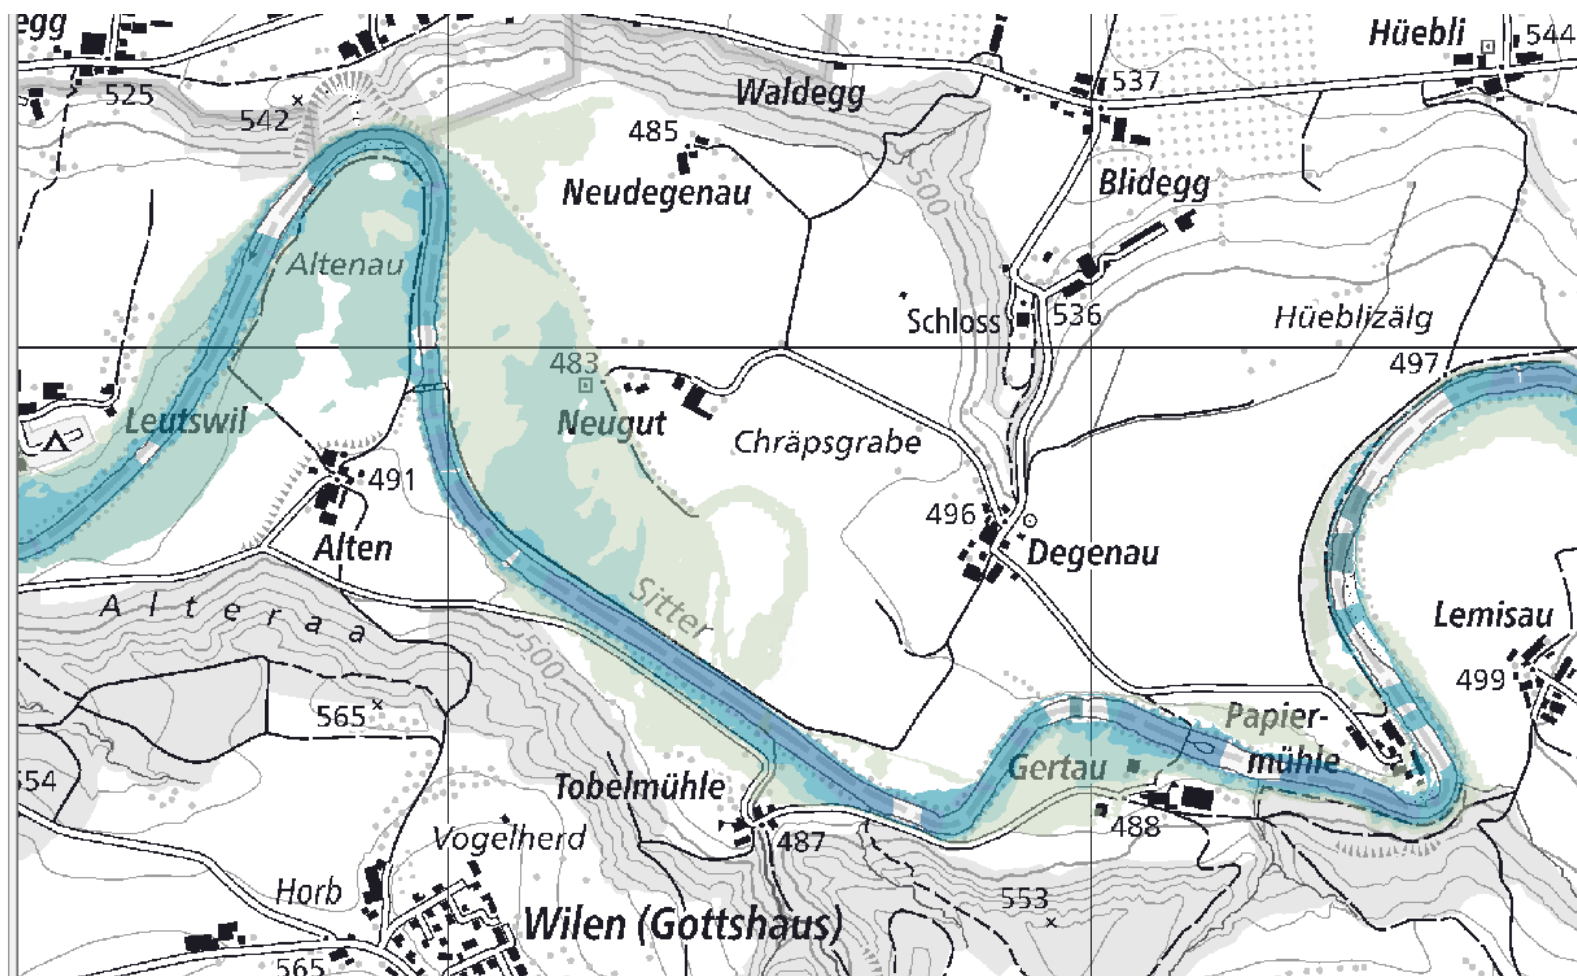 egg
Hüebli
544
525
542
Waldegg
537
485
Neudegenau
Blidegg
500
Altenau
Schloss
536
Hüeblizälg
483
497
Leutswil
Neugut
Chräpsgrabe
491
496
Alten
Degenau
Alteraa
Sitter
Lemisau
500
499
565
Papier-
mühle
554
Tobelmühle
Gertau
487
488
Vogelherd
Horb
553
Wilen (Gottshaus)
565